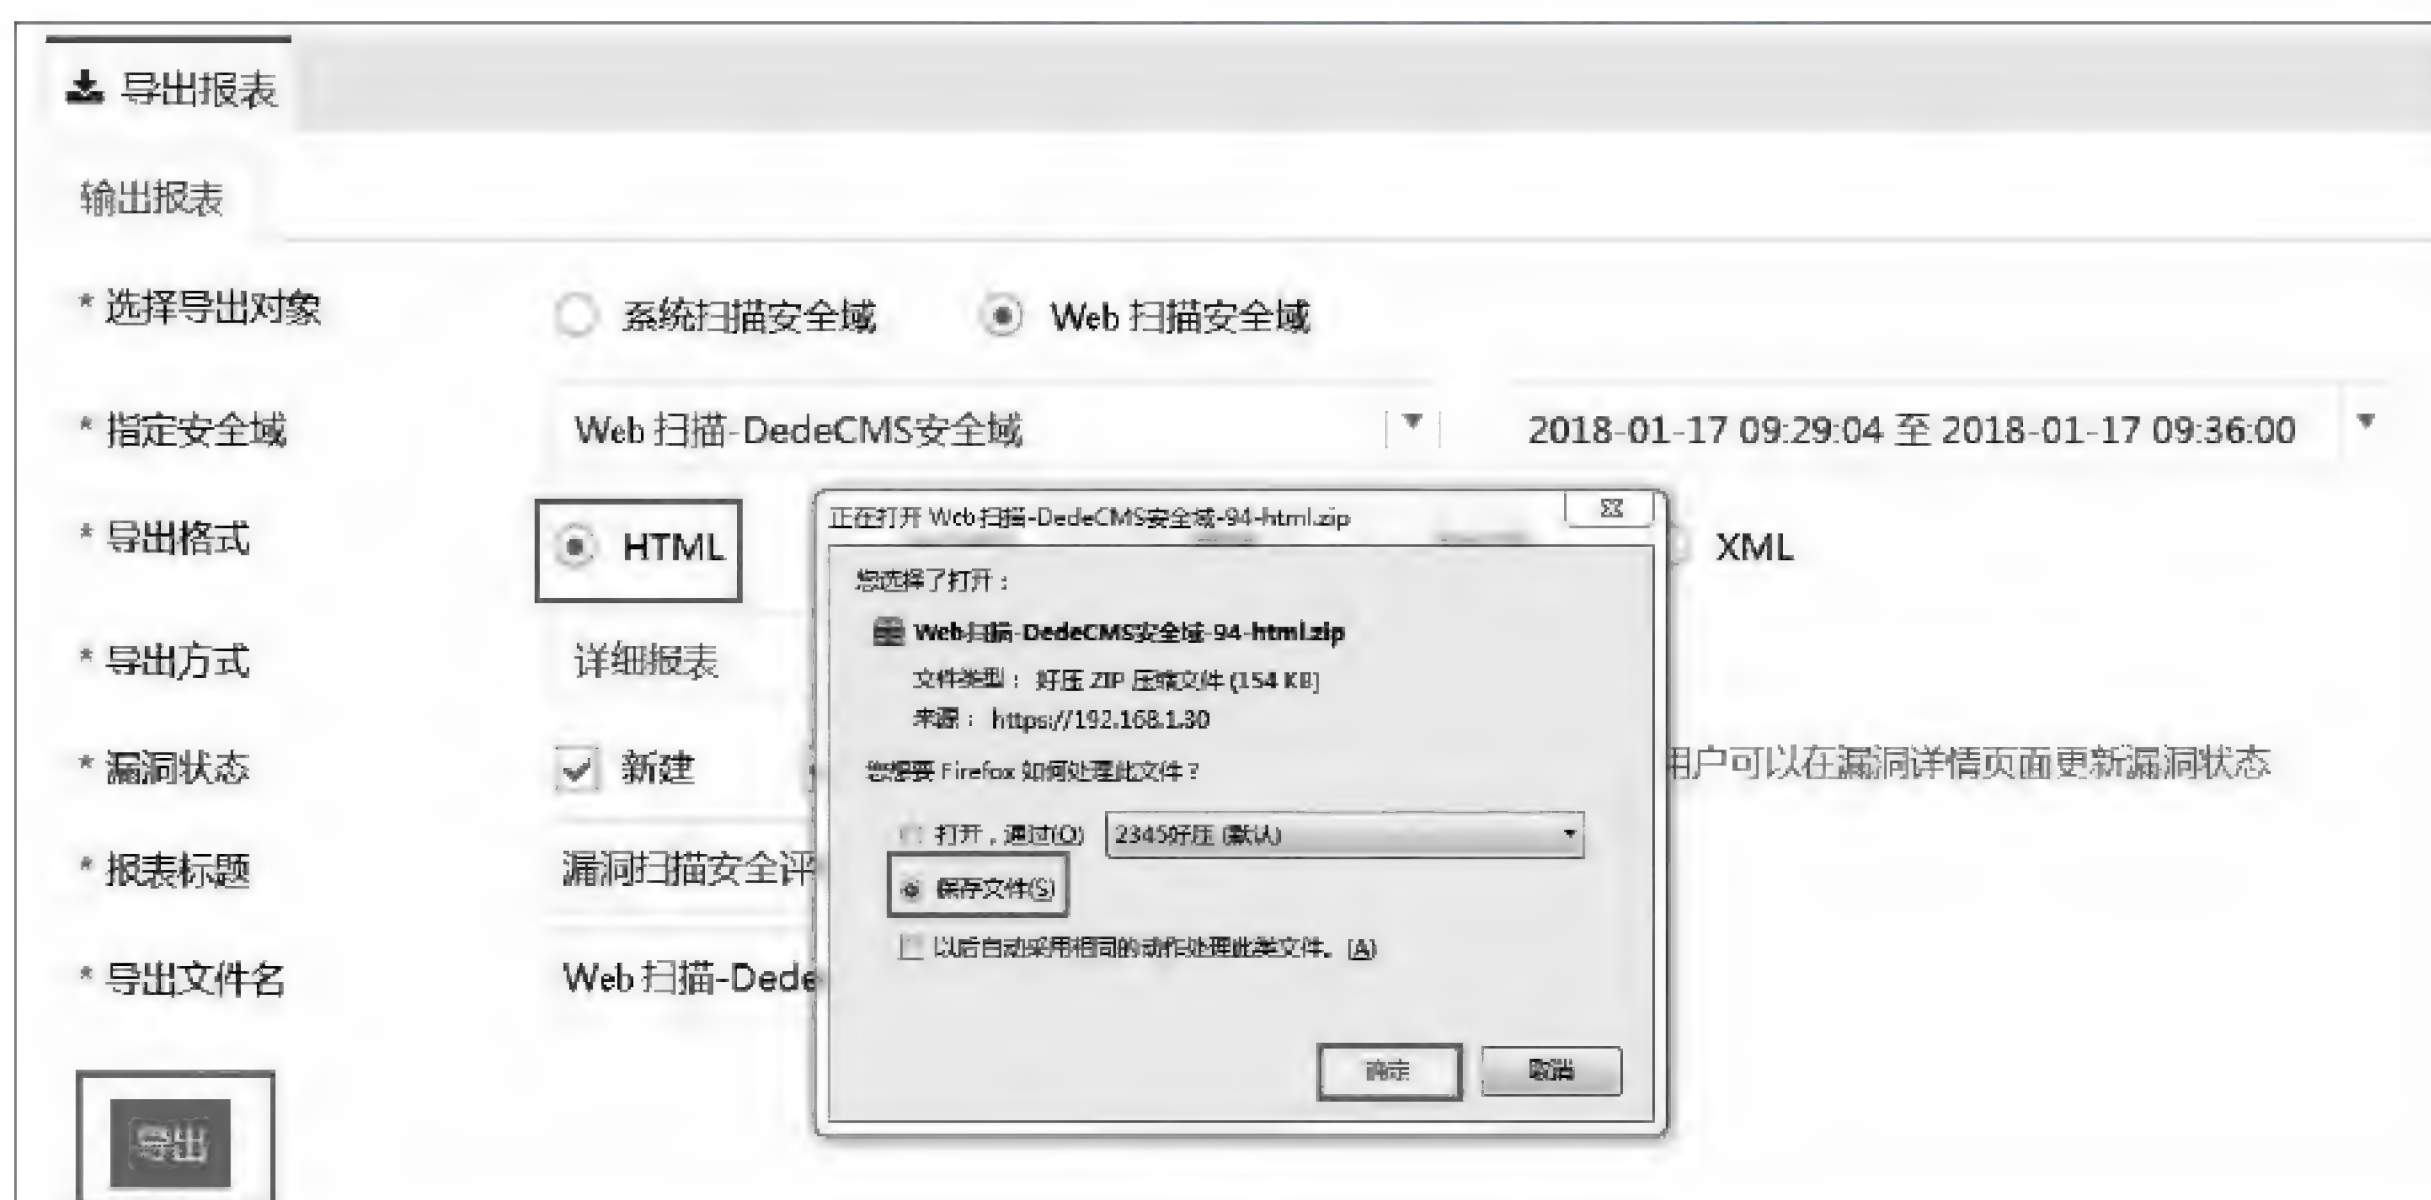 导出报表
输出报表
* 选择导出对象 系统扫描安全域 Web 扫描安全域
* 指定安全域 Web 扫描-DedeCMS安全域 2018-01-17 09:29:04 至 2018-01-17 09:36:00
* 导出格式 HTML XML
* 导出方式 详细报表
* 漏洞状态 新建 用户可以在漏洞详情页面更新漏洞状态
* 报表标题 漏洞扫描安全评
* 导出文件名 Web 扫描-Dede
导出
正在打开 Web扫描-DedeCMS安全域-94-html.zip
您选择了打开：
Web扫描-DedeCMS安全域-94-html.zip
文件类型： 好压 ZIP 压缩文件 (154 KB)
来源： https://192.168.1.30
您想要 Firefox 如何处理此文件？
打开，通过(O) 2345好压 (默认)
保存文件(S)
以后自动采用相同的动作处理此类文件。(A)
确定 取消